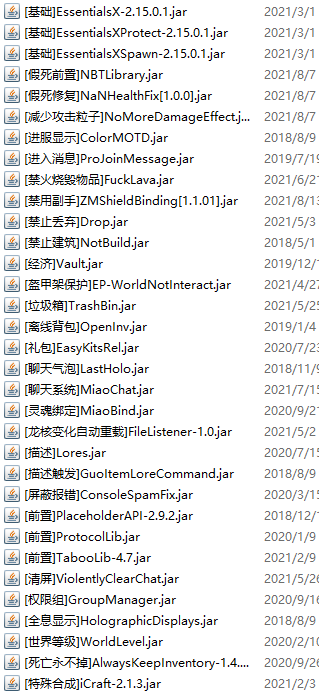 [基础]EssentialsX-2.15.0.1.jar 2021/3/1
[基础]EssentialsXProtect-2.15.0.1.jar 2021/3/1
[基础]EssentialsXSpawn-2.15.0.1.jar 2021/3/1
[假死前置]NBTLibrary.jar 2021/8/7
[假死修复]NaNHealthFix[1.0.0].jar 2021/8/7
[减少攻击粒子]NoMoreDamageEffect.j... 2021/8/7
[进服显示]ColorMOTD.jar 2018/8/9
[进入消息]ProJoinMessage.jar 2019/7/19
[禁火烧毁物品]FuckLava.jar 2021/6/21
[禁用副手]ZMShieldBinding[1.1.01].jar 2021/8/13
[禁止丢弃]Drop.jar 2021/5/3
[禁止建筑]NotBuild.jar 2018/5/1
[经济]Vault.jar 2019/12/1
[盔甲架保护]EP-WorldNotInteract.jar 2021/4/27
[垃圾箱]TrashBin.jar 2021/5/25
[离线背包]OpenInv.jar 2019/1/4
[礼包]EasyKitsRel.jar 2020/7/23
[聊天气泡]LastHolo.jar 2018/11/9
[聊天系统]MiaoChat.jar 2021/7/15
[灵魂绑定]MiaoBind.jar 2020/9/21
[龙核变化自动重载]FileListener-1.0.jar 2021/5/2
[描述]Lores.jar 2020/7/15
[描述触发]GuoItemLoreCommand.jar 2018/8/9
[屏蔽报错]ConsoleSpamFix.jar 2020/3/15
[前置]PlaceholderAPI-2.9.2.jar 2018/12/1
[前置]ProtocolLib.jar 2020/1/9
[前置]TabooLib-4.7.jar 2021/2/9
[清屏]ViolentlyClearChat.jar 2021/5/26
[权限组]GroupManager.jar 2020/9/16
[全息显示]HolographicDisplays.jar 2018/8/9
[世界等级]WorldLevel.jar 2020/2/10
[死亡永不掉]AlwaysKeepInventory-1.4.... 2020/9/26
[特殊合成]iCraft-2.1.3.jar 2021/2/3